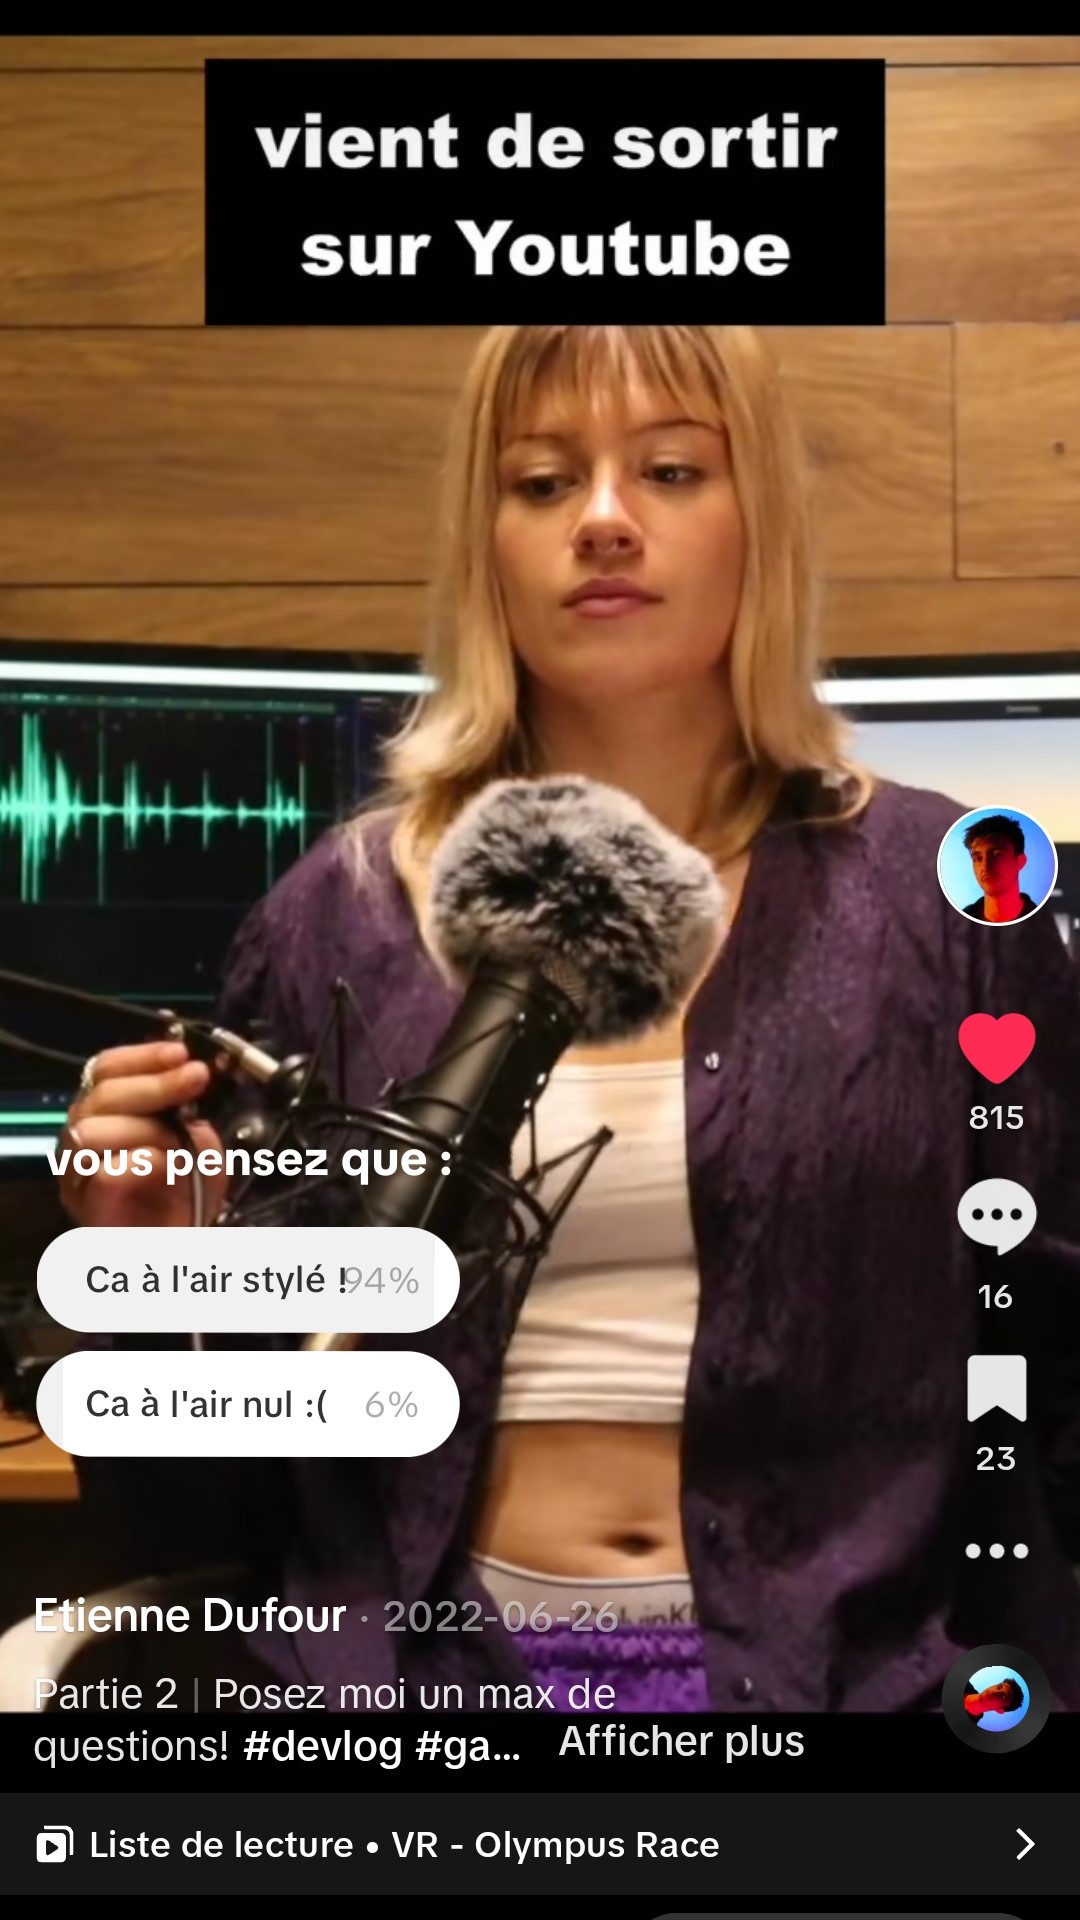 vient de sortir
sur Youtube
vous pensez que :
Ca à l'air stylé ! 94%
Ca à l'air nul :( 6%
815
16
23
Etienne Dufour · 2022-06-26
Partie 2 | Posez moi un max de
questions! #devlog #ga... Afficher plus
Liste de lecture • VR - Olympus Race